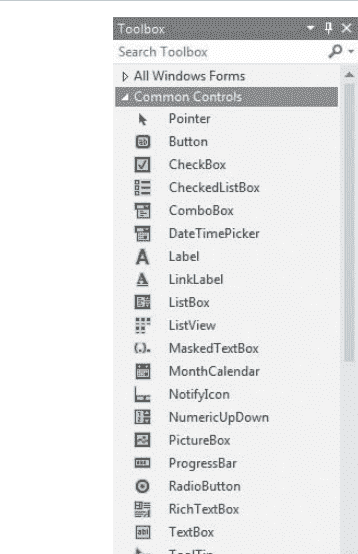 Toolbox
Search Toolbox
All Windows Forms
Common Controls
Pointer
Button
CheckBox
CheckedListBox
ComboBox
DateTimePicker
Label
LinkLabel
ListBox
ListView
MaskedTextBox
MonthCalendar
NotifyIcon
NumericUpDown
PictureBox
ProgressBar
RadioButton
RichTextBox
TextBox
ToolTip